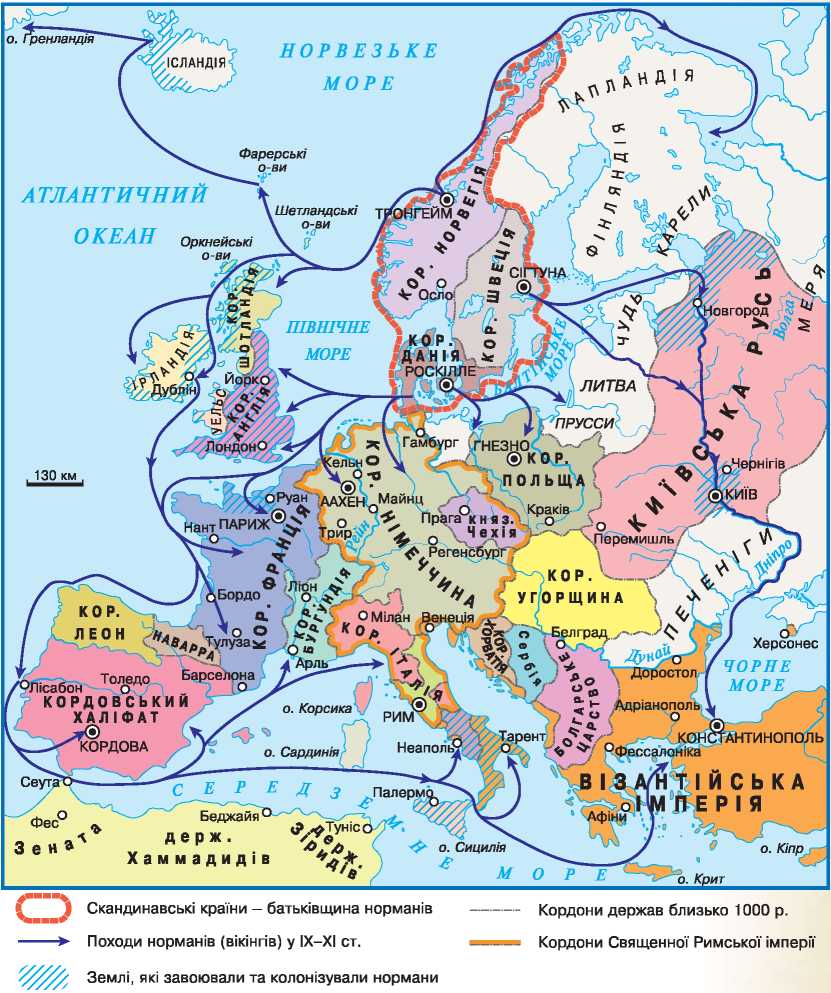 о. Гренландія
ІСЛАНДІЯ
НОРВЕЗЬКЕ
МОРЕ
ЛАПЛАНДІЯ
ФІНЛЯНДІЯ
КАРЕЛИ
Фарерські
о-ви
АТЛАНТИЧНИЙ
ОКЕАН
Шетландські
о-ви
Оркнейські
о-ви
ТРОНГЕЙМ
КОР. НОРВЕГІЯ
КОР. ШВЕЦІЯ
СІГТУНА
Осло
ЧУДЬ
МЕРЯ
Новгород
Волга
КИЇВСЬКА РУСЬ
КОР.
ШОТЛАНДІЯ
ПІВНІЧНЕ
МОРЕ
КОР.
ДАНІЯ
РОСКІЛЛЕ
БАЛТІЙСЬКЕ
МОРЕ
ІРЛАНДІЯ
Дублін
Йорк
УЕЛЬС
КОР.
АНГЛІЯ
Лондон
ЛИТВА
ПРУССИ
Гамбург
ГНЕЗНО
КОР.
ПОЛЬЩА
130 км
Кельн
ААХЕН
Майнц
КОР. НІМЕЧЧИНА
Руан
ПАРИЖ
Трир
Рейн
Прага
КНЯЗ.
Чехія
Краків
Чернігів
КИЇВ
Перемишль
Нант
КОР. ФРАНЦІЯ
Регенсбург
ПЕЧЕНІГИ
Дніпро
КОР.
УГОРЩИНА
Бордо
Ліон
КОР.
БУРГУНДІЯ
Мілан
Венеція
КОР. ІТАЛІЯ
КОР.
ХОРВАТІЯ
Сербія
Белград
Дунай
Херсонес
КОР.
ЛЕОН
НАВАРРА
Тулуза
Арль
Доростол
ЧОРНЕ
МОРЕ
Лісабон
Толедо
Барселона
КОРДОВСЬКИЙ
ХАЛІФАТ
КОРДОВА
о. Корсика
РИМ
БОЛГАРСЬКЕ
ЦАРСТВО
Адріанополь
КОНСТАНТИНОПОЛЬ
о. Сардинія
Неаполь
Тарент
Фессалоніка
ВІЗАНТІЙСЬКА
ІМПЕРІЯ
Сеута
СЕРЕДЗЕМНЕ МОРЕ
Палермо
Афіни
Фес
Зената
Беджайя
держ.
Хаммадидів
Туніс
держ.
Зіридів
о. Сицилія
о. Кіпр
о. Крит
Скандинавські країни – батьківщина норманів
Походи норманів (вікінгів) у IX–XI ст.
Землі, які завоювали та колонізували нормани
Кордони держав близько 1000 р.
Кордони Священної Римської імперії